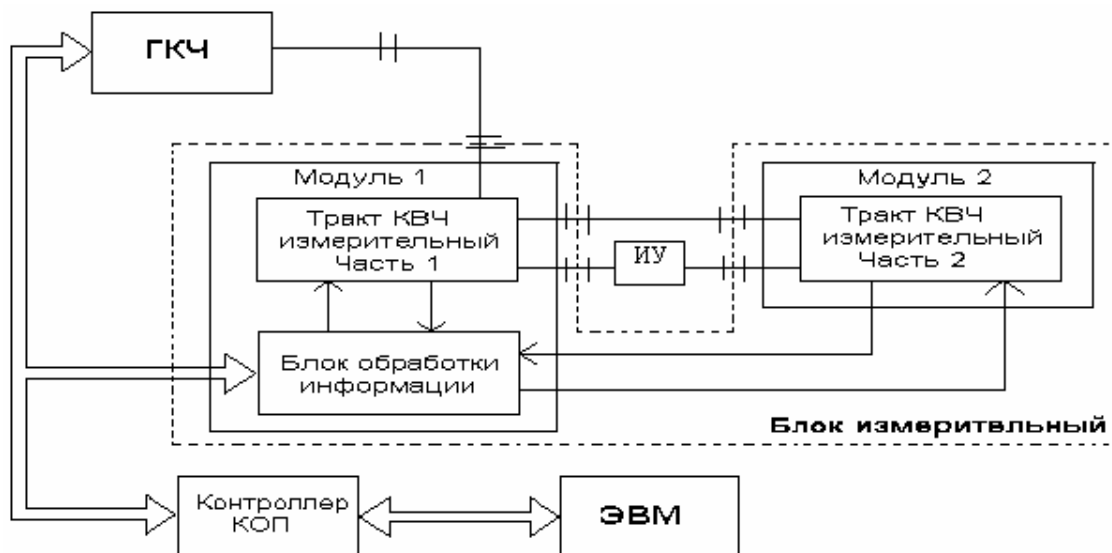 ГКЧ
Модуль 1
Модуль 2
Тракт КВЧ
измерительный
Часть 1
Тракт КВЧ
измерительный
Часть 2
ИУ
Блок обработки
информации
Блок измерительный
Контроллер
КОП
ЭВМ